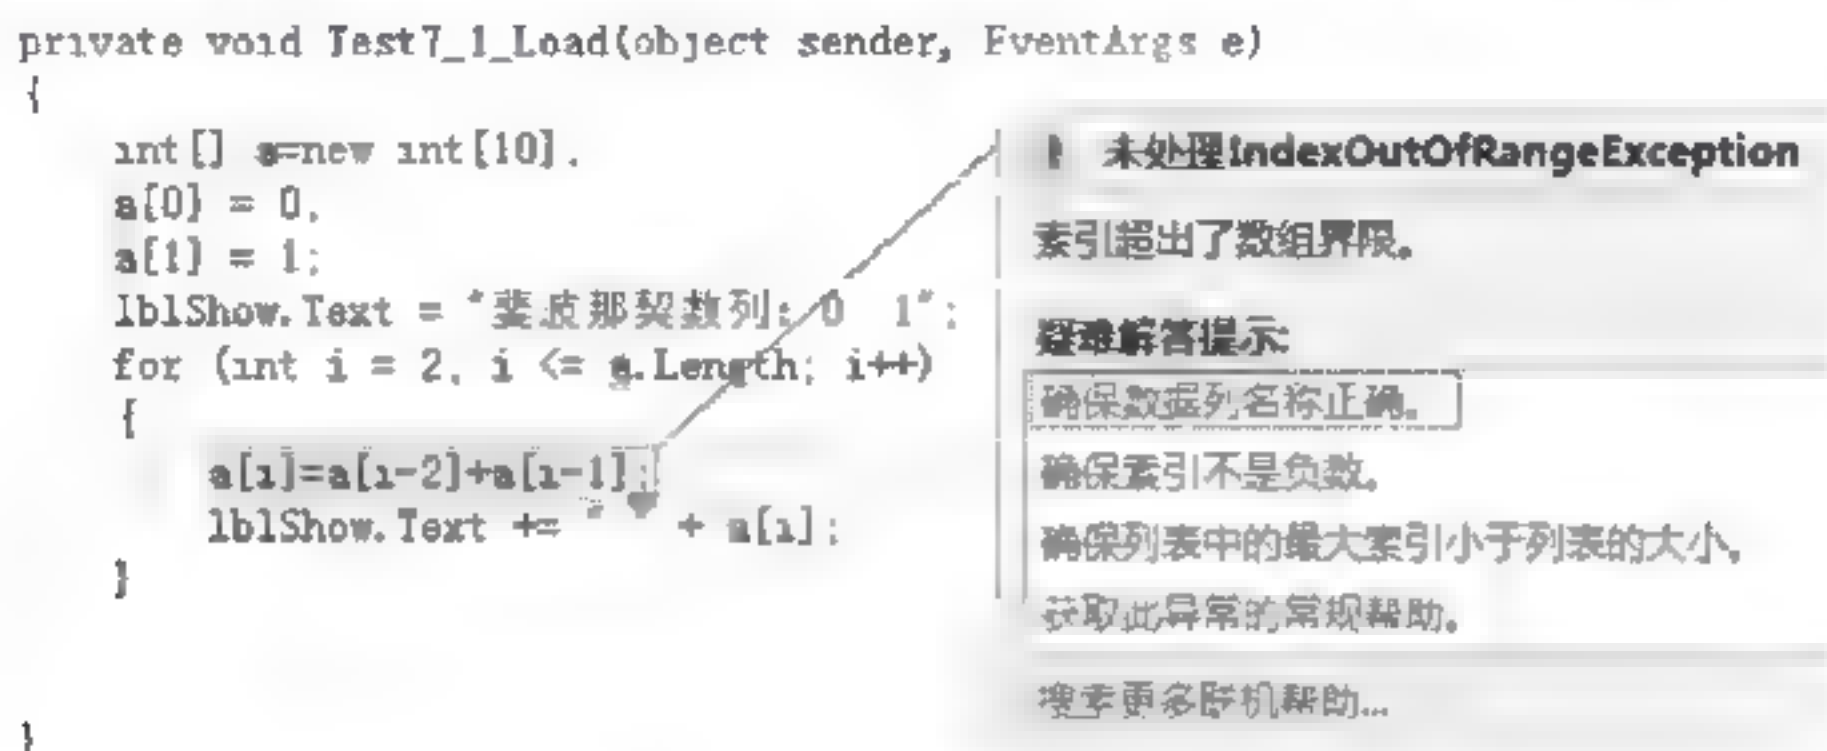 private void Test7_1_Load(object sender, EventArgs e)
{
int[] a=new int[10];
a[0] = 0;
a[1] = 1;
lblShow.Text = "斐波那契数列: 0  1";
for (int i = 2; i <= a.Length; i++)
{
a[i]=a[i-2]+a[i-1];
lblShow.Text += "  " + a[i];
}
}
未处理IndexOutOfRangeException
索引超出了数组界限。
疑难解答提示:
确保数据列名称正确。
确保索引不是负数。
确保列表中的最大索引小于列表的大小。
获取此异常的常规帮助。
搜索更多联机帮助...